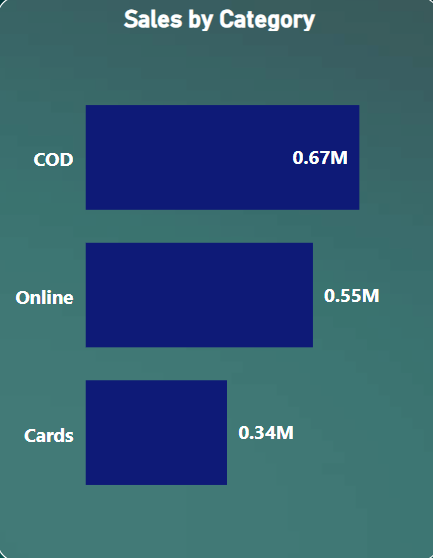 Sales by Category
COD 0.67M
Online 0.55M
Cards 0.34M